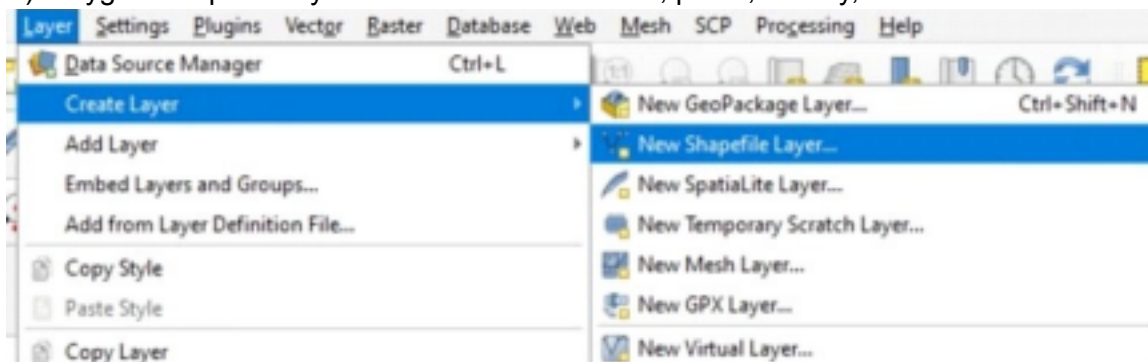 Layer Settings Plugins Vector Raster Database Web Mesh SCP Processing Help
Data Source Manager Ctrl+L
Create Layer
New GeoPackage Layer... Ctrl+Shift+N
Add Layer
New Shapefile Layer...
Embed Layers and Groups...
New SpatiaLite Layer...
Add from Layer Definition File...
New Temporary Scratch Layer...
Copy Style
New Mesh Layer...
Paste Style
New GPX Layer...
Copy Layer
New Virtual Layer...